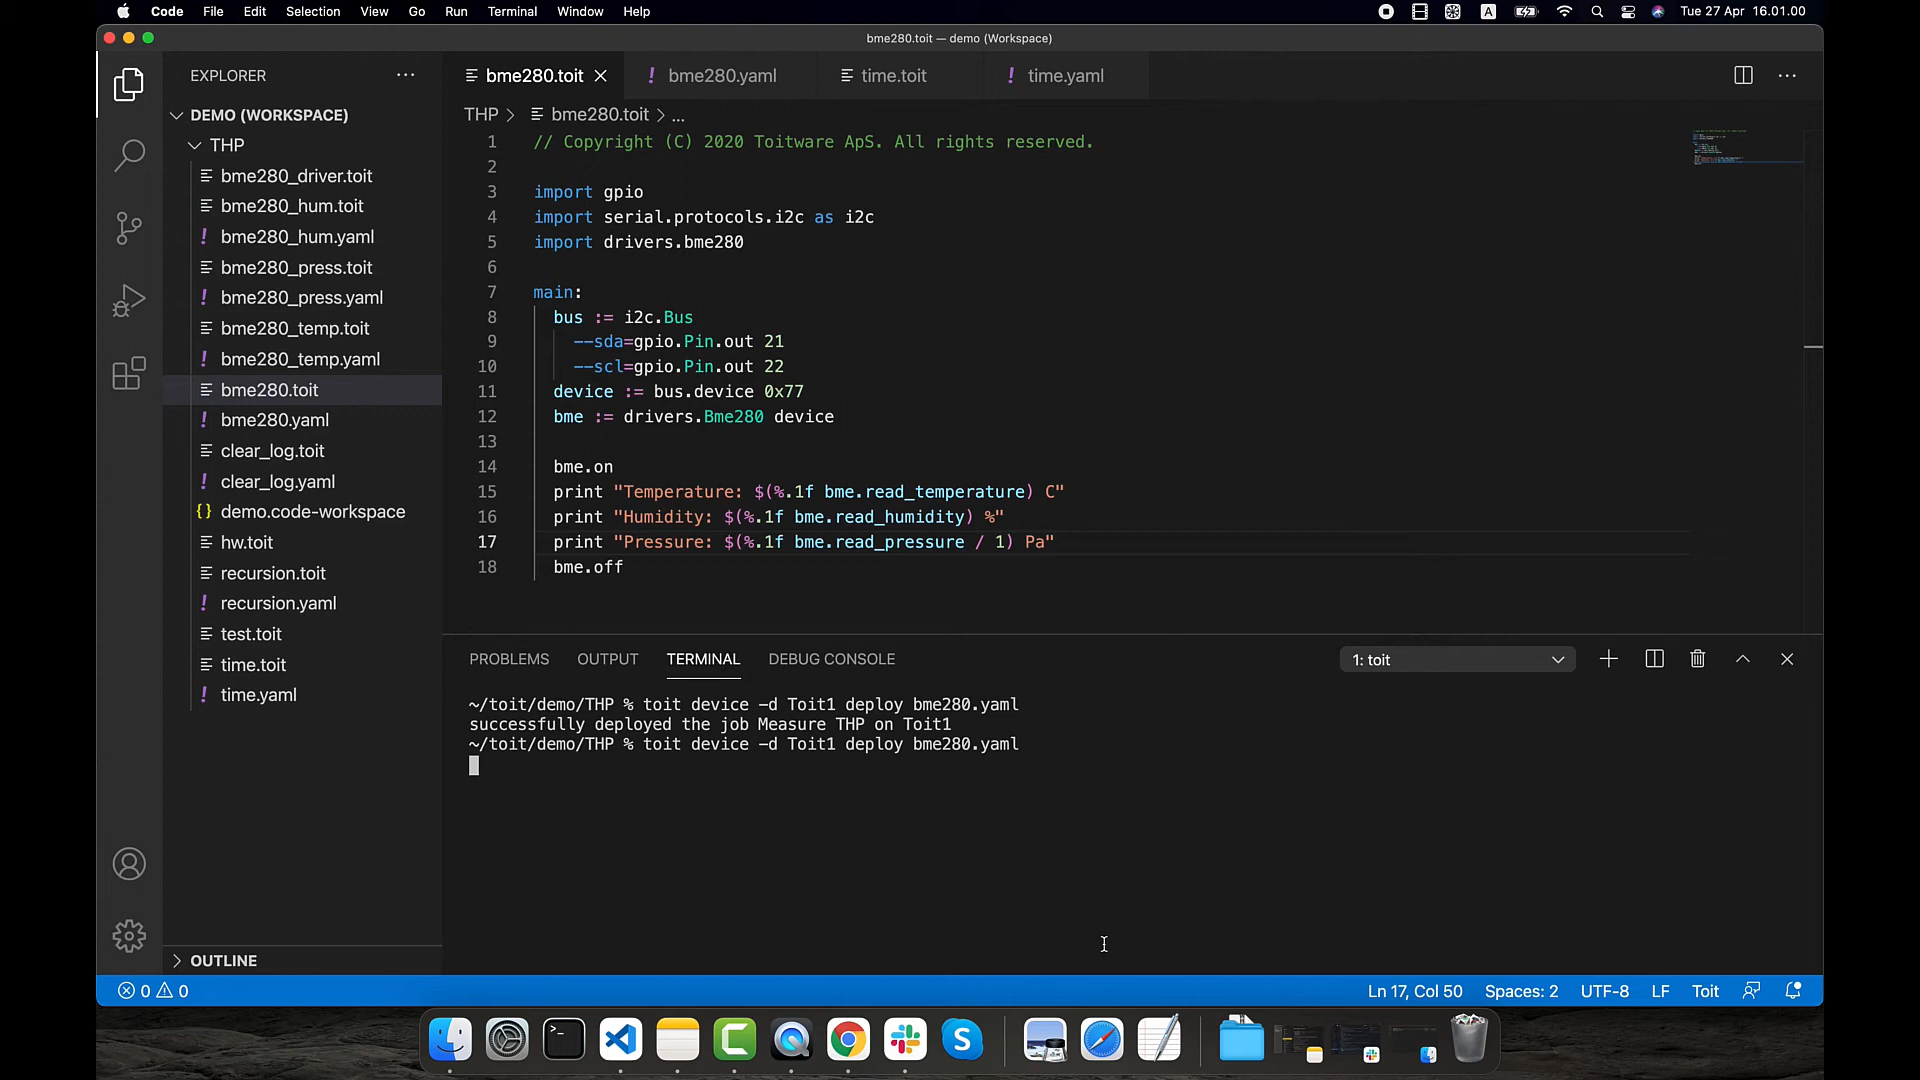 Code File Edit Selection View Go Run Terminal Window Help A Tue 27 Apr 16.01.00
bme280.toit — demo (Workspace)
EXPLORER
bme280.toit bme280.yaml time.toit time.yaml
DEMO (WORKSPACE)
THP
bme280_driver.toit
bme280_hum.toit
bme280_hum.yaml
bme280_press.toit
bme280_press.yaml
bme280_temp.toit
bme280_temp.yaml
bme280.toit
bme280.yaml
clear_log.toit
clear_log.yaml
demo.code-workspace
hw.toit
recursion.toit
recursion.yaml
test.toit
time.toit
time.yaml
OUTLINE
THP > bme280.toit > ...
1 // Copyright (C) 2020 Toitware ApS. All rights reserved.
2
3 import gpio
4 import serial.protocols.i2c as i2c
5 import drivers.bme280
6
7 main:
8 bus := i2c.Bus
9 --sda=gpio.Pin.out 21
10 --scl=gpio.Pin.out 22
11 device := bus.device 0x77
12 bme := drivers.Bme280 device
13
14 bme.on
15 print "Temperature: $(%.1f bme.read_temperature) C"
16 print "Humidity: $(%.1f bme.read_humidity) %"
17 print "Pressure: $(%.1f bme.read_pressure / 1) Pa"
18 bme.off
PROBLEMS OUTPUT TERMINAL DEBUG CONSOLE 1: toit
~/toit/demo/THP % toit device -d Toit1 deploy bme280.yaml
successfully deployed the job Measure THP on Toit1
~/toit/demo/THP % toit device -d Toit1 deploy bme280.yaml
0 0 Ln 17, Col 50 Spaces: 2 UTF-8 LF Toit